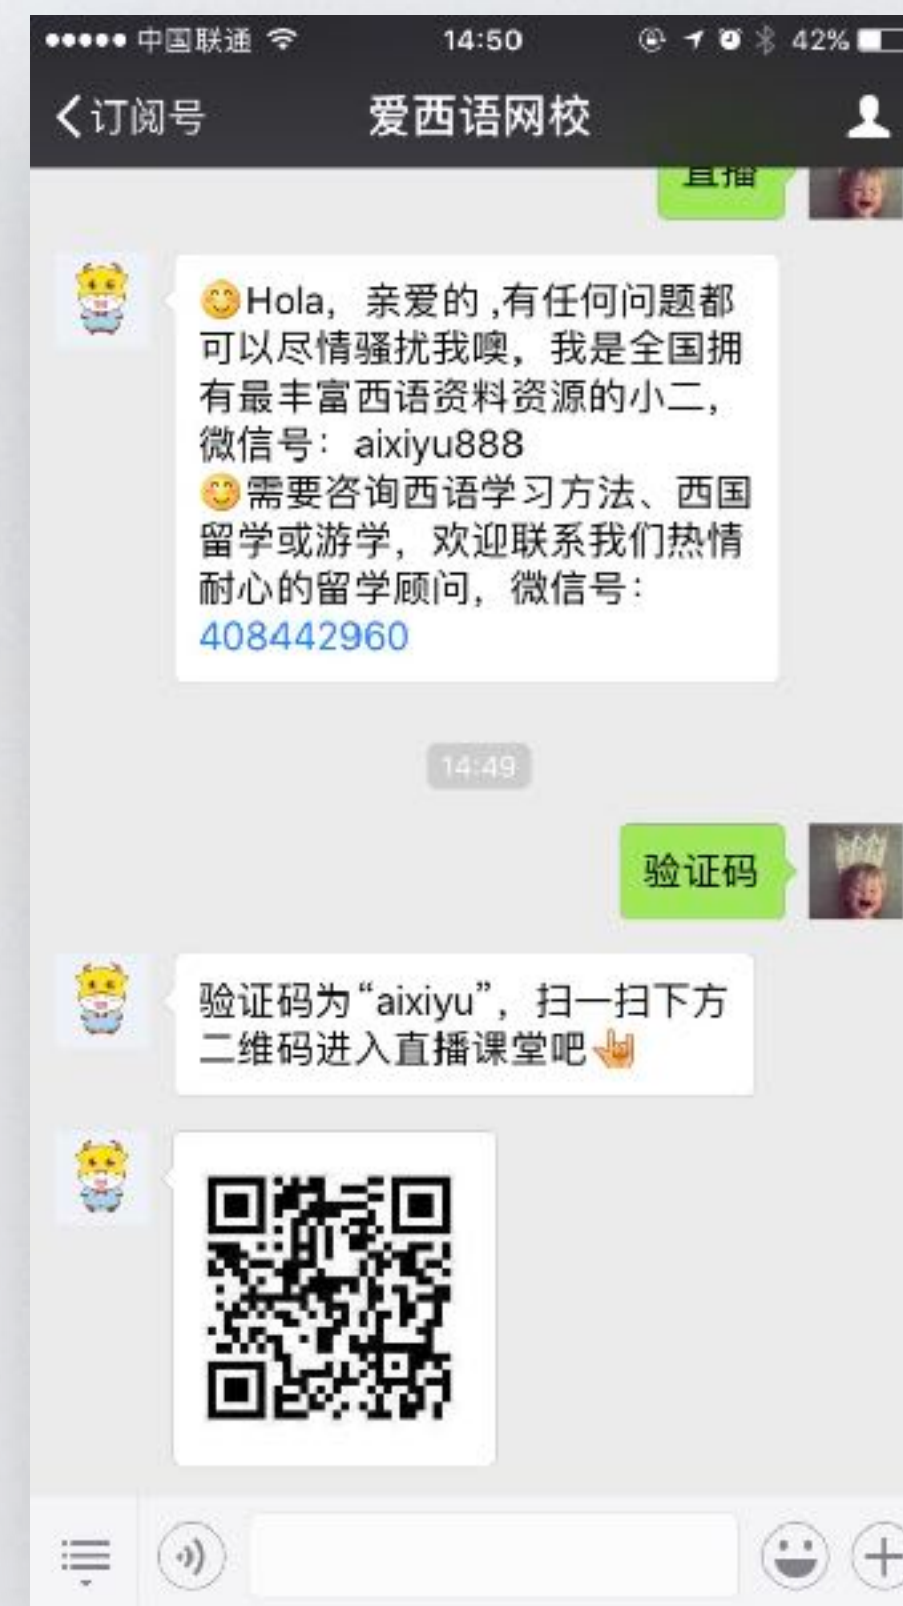 中国联通 14:50 42%
订阅号 爱西语网校
直播
Hola，亲爱的 ,有任何问题都
可以尽情骚扰我噢，我是全国拥
有最丰富西语资料资源的小二，
微信号：aixiyu888
需要咨询西语学习方法、西国
留学或游学，欢迎联系我们热情
耐心的留学顾问，微信号：
408442960
14:49
验证码
验证码为“aixiyu”，扫一扫下方
二维码进入直播课堂吧